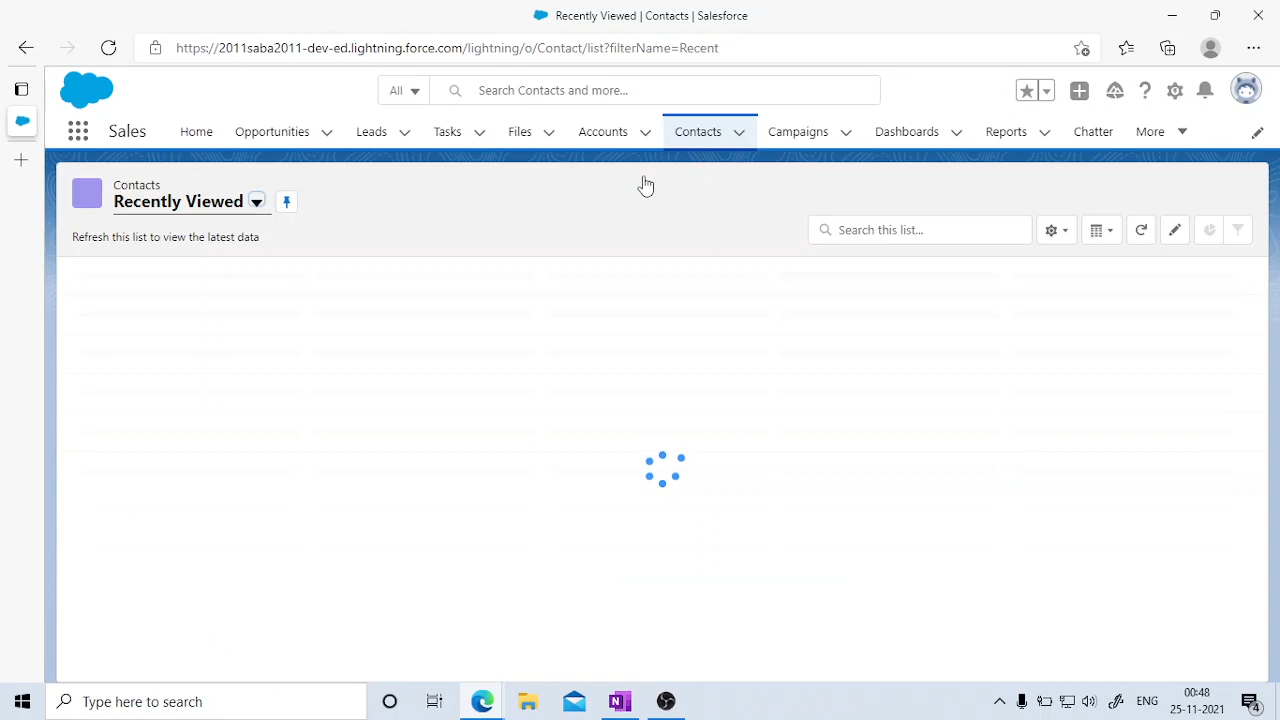 Recently Viewed | Contacts | Salesforce
https://2011saba2011-dev-ed.lightning.force.com/lightning/o/Contact/list?filterName=Recent
All
Search Contacts and more...
Sales
Home
Opportunities
Leads
Tasks
Files
Accounts
Contacts
Campaigns
Dashboards
Reports
Chatter
More
Contacts
Recently Viewed
Refresh this list to view the latest data
Search this list...
Type here to search
ENG
00:48
25-11-2021
4